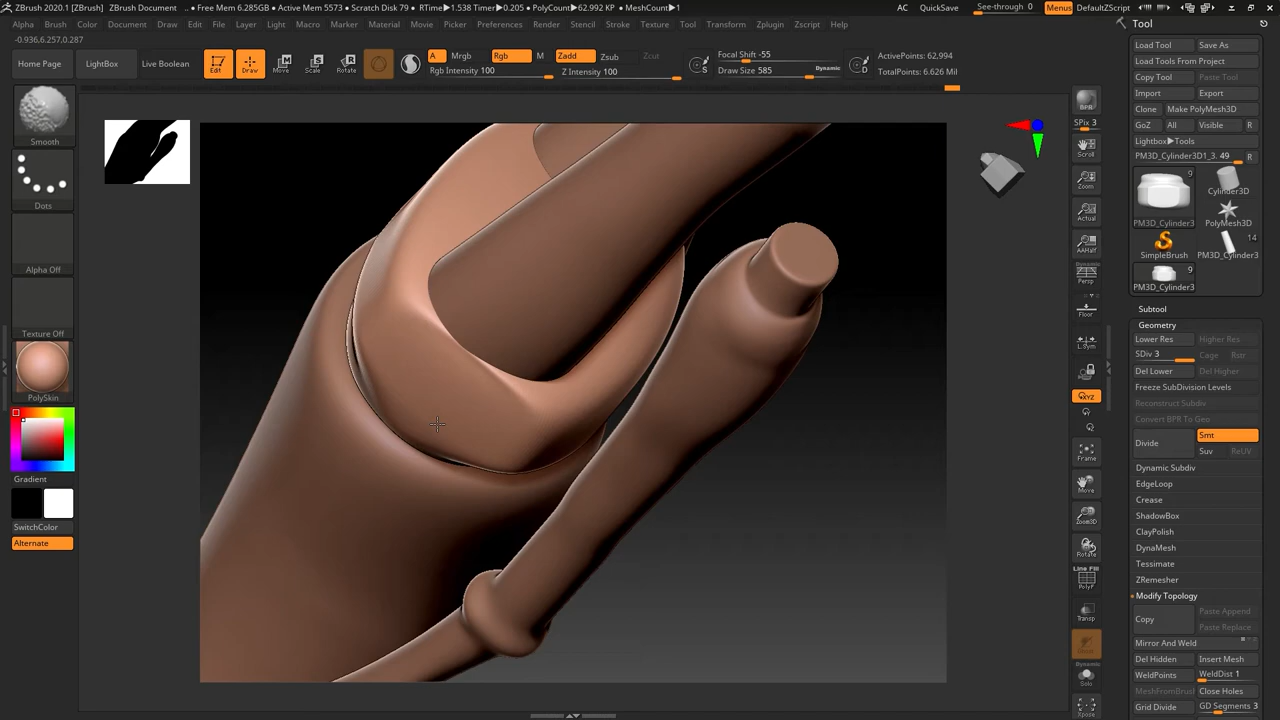 ZBrush 2020.1 [ZBrush] ZBrush Document • Free Mem 6.285GB • Active Mem 5573 • Scratch Disk 79 • RTime▶1.138 Timer▶0.205 • PolyCount▶62.992 KP • MeshCount▶1 AC QuickSave See-through 0 Menus DefaultZScript
Alpha Brush Color Document Draw Edit File Layer Light Macro Marker Material Movie Picker Preferences Render Stencil Stroke Texture Tool Transform Zplugin Zscript Help
-0.936,6.257,0.287
Home Page LightBox Live Boolean Edit Draw Move Scale Rotate
A Mrgb Rgb M Zadd Zsub Zcut
Rgb Intensity 100 Z Intensity 100
Focal Shift -55
Draw Size 585 Dynamic
S D
ActivePoints: 62,994
TotalPoints: 6.626 Mil
Smooth
Dots
Alpha Off
Texture Off
PolySkin
Gradient
SwitchColor
Alternate
BPR
SPix 3
Scroll
Zoom
Actual
AAHalf
Persp
Floor
L.Sym
XYZ
Frame
Move
Zoom3D
Rotate
Line Fill
PolyF
Transp
Dynamic
Solo
Xpose
Tool
Load Tool Save As
Load Tools From Project
Copy Tool Paste Tool
Import Export
Clone Make PolyMesh3D
GoZ All Visible R
Lightbox▶Tools
PM3D_Cylinder3D1_3. 49 R
9
PM3D_Cylinder3 Cylinder3D
PolyMesh3D
14
SimpleBrush PM3D_Cylinder3
9
PM3D_Cylinder3
Subtool
Geometry
Lower Res Higher Res
SDiv 3 Cage Rstr
Del Lower Del Higher
Freeze SubDivision Levels
Reconstruct Subdiv
Convert BPR To Geo
Divide Smt
Suv ReUV
Dynamic Subdiv
EdgeLoop
Crease
ShadowBox
ClayPolish
DynaMesh
Tessimate
ZRemesher
Modify Topology
Copy Paste Append
Paste Replace
Mirror And Weld
Del Hidden Insert Mesh
WeldPoints WeldDist 1
MeshFromBrush Close Holes
Grid Divide GD Segments 3